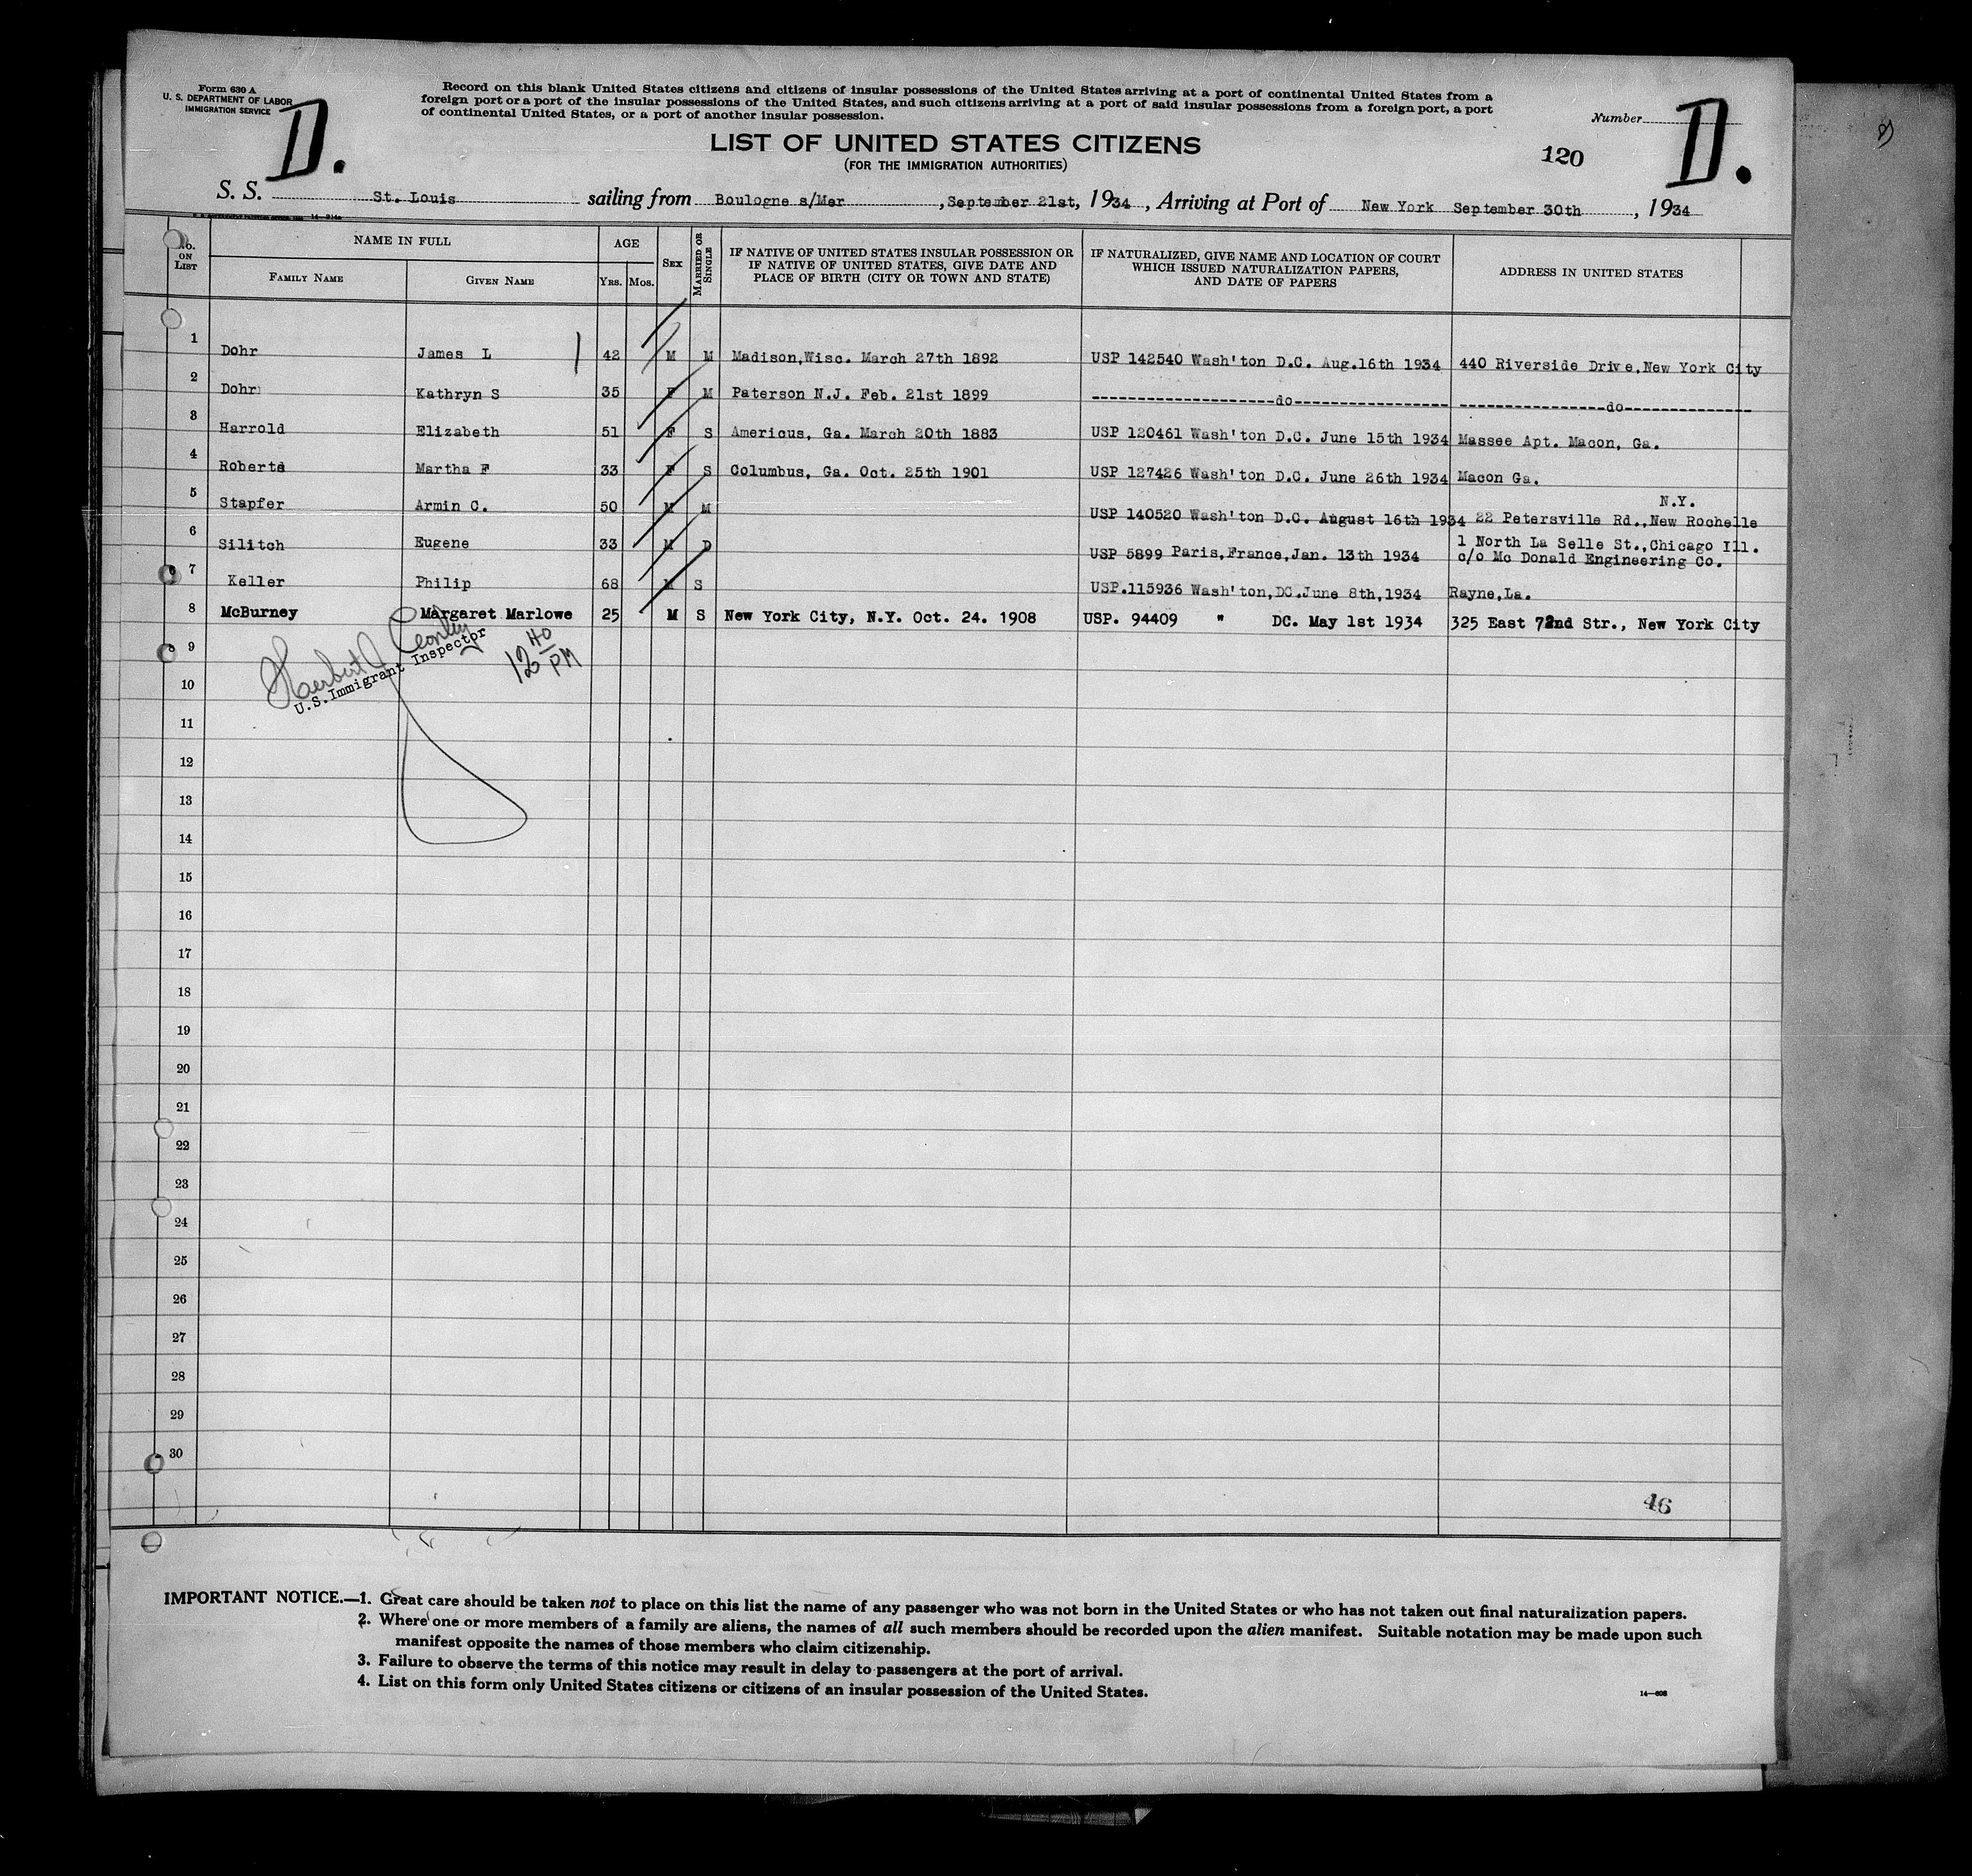 Form 630 A
U. S. DEPARTMENT OF LABOR
IMMIGRATION SERVICE
D.
Record on this blank United States citizens and citizens of insular possessions of the United States arriving at a port of continental United States from a
foreign port or a port of the insular possessions of the United States, and such citizens arriving at a port of said insular possessions from a foreign port, a port
of continental United States, or a port of another insular possession.
Number
D.
LIST OF UNITED STATES CITIZENS
(FOR THE IMMIGRATION AUTHORITIES)
120
S. S. St. Louis sailing from Boulogne s/Mer , September 21st, 1934 , Arriving at Port of New York September 30th , 1934
No. ON LIST
NAME IN FULL
FAMILY NAME
GIVEN NAME
AGE
YRS. MOS.
SEX
MARRIED OR SINGLE
IF NATIVE OF UNITED STATES INSULAR POSSESSION OR
IF NATIVE OF UNITED STATES, GIVE DATE AND
PLACE OF BIRTH (CITY OR TOWN AND STATE)
IF NATURALIZED, GIVE NAME AND LOCATION OF COURT
WHICH ISSUED NATURALIZATION PAPERS,
AND DATE OF PAPERS
ADDRESS IN UNITED STATES
1 Dohr James L 42 M M Madison,Wisc. March 27th 1892 USP 142540 Wash'ton D.C. Aug.16th 1934 440 Riverside Drive,New York City
2 Dohr Kathryn S 35 F M Paterson N.J. Feb. 21st 1899 --------------------do----------------- ----------------do--------------
3 Harrold Elizabeth 51 F S Americus, Ga. March 20th 1883 USP 120461 Wash'ton D.C. June 15th 1934 Massee Apt. Macon, Ga.
4 Roberts Martha F 33 F S Columbus, Ga. Oct. 25th 1901 USP 127426 Wash'ton D.C. June 26th 1934 Macon Ga.
N.Y.
5 Stapfer Armin C. 50 M M USP 140520 Wash'ton D.C. August 16th 1934 22 Petersville Rd.,New Rochelle
6 Silitch Eugene 33 M D USP 5899 Paris,France,Jan. 13th 1934 1 North La Selle St.,Chicago Ill.
c/o Mc Donald Engineering Co.
7 Keller Philip 68 M S USP.115936 Wash'ton,DC.June 8th,1934 Rayne,La.
8 McBurney Margaret Marlowe 25 M S New York City, N.Y. Oct. 24. 1908 USP. 94409 " DC. May 1st 1934 325 East 72nd Str., New York City
9
Herbert J
U.S.Immigrant Inspector
12 40 PM
10
11
12
13
14
15
16
17
18
19
20
21
22
23
24
25
26
27
28
29
30
46
IMPORTANT NOTICE.—1. Great care should be taken not to place on this list the name of any passenger who was not born in the United States or who has not taken out final naturalization papers.
2. Where one or more members of a family are aliens, the names of all such members should be recorded upon the alien manifest. Suitable notation may be made upon such
manifest opposite the names of those members who claim citizenship.
3. Failure to observe the terms of this notice may result in delay to passengers at the port of arrival.
4. List on this form only United States citizens or citizens of an insular possession of the United States.
14—808